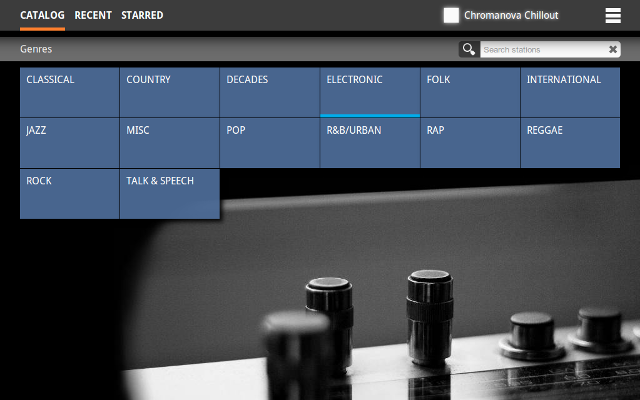 CATALOG RECENT STARRED Chromanova Chillout
Genres Search stations
CLASSICAL COUNTRY DECADES ELECTRONIC FOLK INTERNATIONAL
JAZZ MISC POP R&B/URBAN RAP REGGAE
ROCK TALK & SPEECH